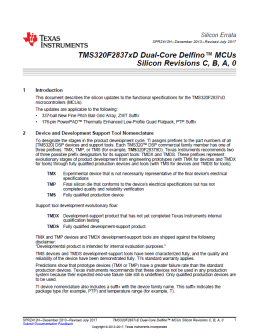 TEXAS
INSTRUMENTS
Silicon Errata
SPRZ412H–December 2013–Revised July 2017
TMS320F2837xD Dual-Core Delfino™ MCUs
Silicon Revisions C, B, A, 0
1 Introduction
This document describes the silicon updates to the functional specifications for the TMS320F2837xD
microcontrollers (MCUs).
The updates are applicable to:
• 337-ball New Fine Pitch Ball Grid Array, ZWT Suffix
• 176-pin PowerPAD™ Thermally Enhanced Low-Profile Quad Flatpack, PTP Suffix
2 Device and Development Support Tool Nomenclature
To designate the stages in the product development cycle, TI assigns prefixes to the part numbers of all
[TMS320] DSP devices and support tools. Each TMS320™ DSP commercial family member has one of
three prefixes: TMX, TMP, or TMS (for example, TMS320F28379D). Texas Instruments recommends two
of three possible prefix designators for its support tools: TMDX and TMDS. These prefixes represent
evolutionary stages of product development from engineering prototypes (with TMX for devices and TMDX
for tools) through fully qualified production devices and tools (with TMS for devices and TMDS for tools).
TMX Experimental device that is not necessarily representative of the final device's electrical
specifications
TMP Final silicon die that conforms to the device's electrical specifications but has not
completed quality and reliability verification
TMS Fully qualified production device
Support tool development evolutionary flow:
TMDX Development-support product that has not yet completed Texas Instruments internal
qualification testing
TMDS Fully qualified development-support product
TMX and TMP devices and TMDX development-support tools are shipped against the following
disclaimer:
"Developmental product is intended for internal evaluation purposes."
TMS devices and TMDS development-support tools have been characterized fully, and the quality and
reliability of the device have been demonstrated fully. TI's standard warranty applies.
Predictions show that prototype devices (TMX or TMP) have a greater failure rate than the standard
production devices. Texas Instruments recommends that these devices not be used in any production
system because their expected end-use failure rate still is undefined. Only qualified production devices are
to be used.
TI device nomenclature also includes a suffix with the device family name. This suffix indicates the
package type (for example, PTP) and temperature range (for example, T).
SPRZ412H–December 2013–Revised July 2017
TMS320F2837xD Dual-Core Delfino™ MCUs Silicon Revisions C, B, A, 0
1
Submit Documentation Feedback
Copyright © 2013–2017, Texas Instruments Incorporated